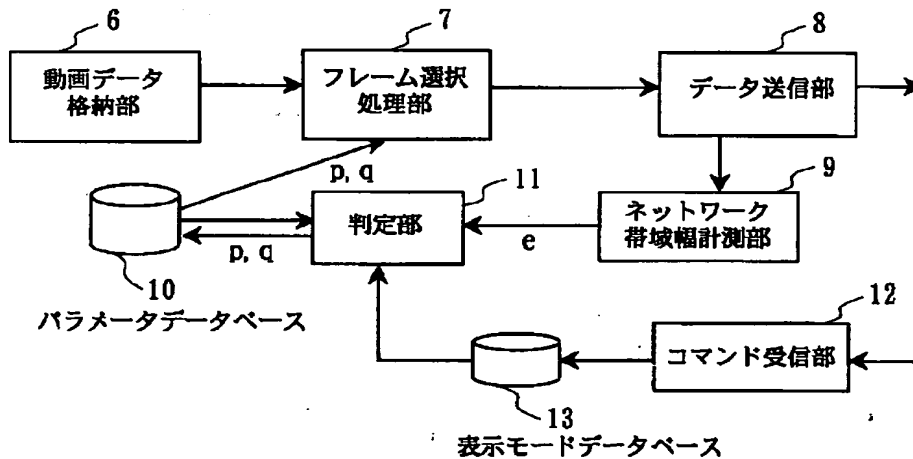 6
7
8
動画データ
格納部
フレーム選択
処理部
データ送信部
p, q
11
9
判定部
ネットワーク
帯域幅計測部
e
p, q
10
パラメータデータベース
12
コマンド受信部
13
表示モードデータベース